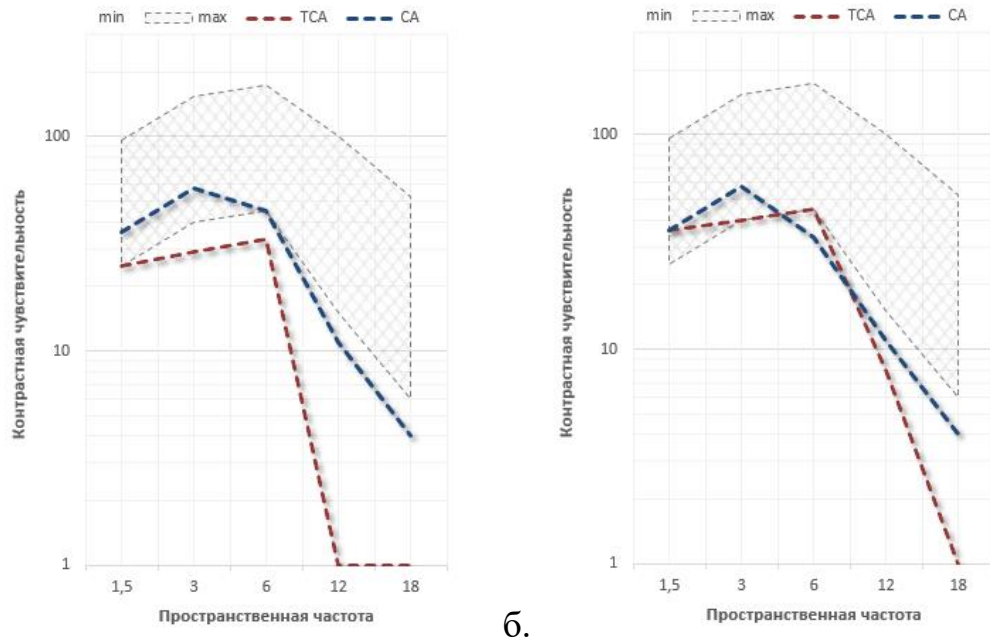 min max TCA CA
Контрастная чувствительность
100
10
1
1,5 3 6 12 18
Пространственная частота
б.
min max TCA CA
Контрастная чувствительность
100
10
1
1,5 3 6 12 18
Пространственная частота